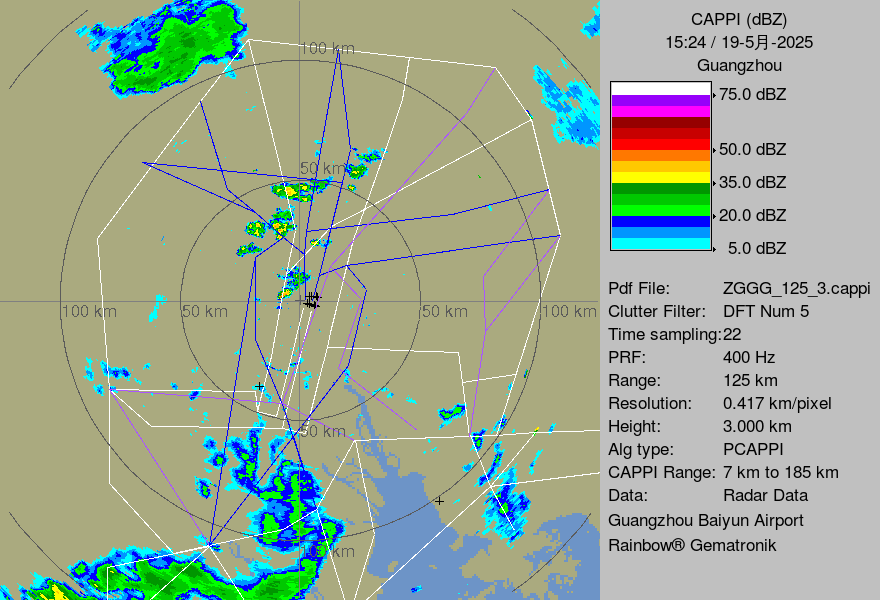 CAPPI (dBZ)
15:24 / 19-5月-2025
Guangzhou
75.0 dBZ
50.0 dBZ
35.0 dBZ
20.0 dBZ
5.0 dBZ
Pdf File: ZGGG_125_3.cappi
Clutter Filter: DFT Num 5
Time sampling:22
PRF: 400 Hz
Range: 125 km
Resolution: 0.417 km/pixel
Height: 3.000 km
Alg type: PCAPPI
CAPPI Range: 7 km to 185 km
Data: Radar Data
Guangzhou Baiyun Airport
Rainbow® Gematronik
100 km
50 km
100 km 50 km 50 km 100 km
50 km
100 km